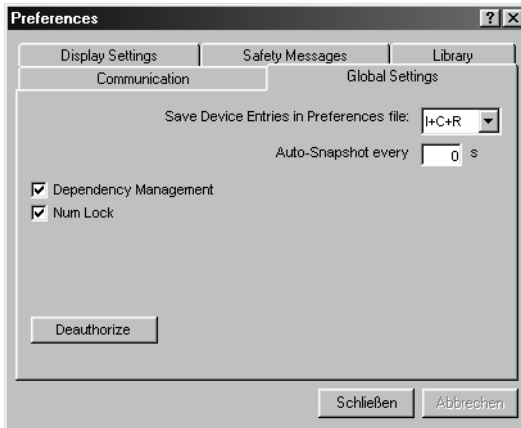 Preferences
Display Settings Safety Messages Library
Communication Global Settings
Save Device Entries in Preferences file: I+C+R
Auto-Snapshot every 0 s
Dependency Management
Num Lock
Deauthorize
Schließen Abbrechen